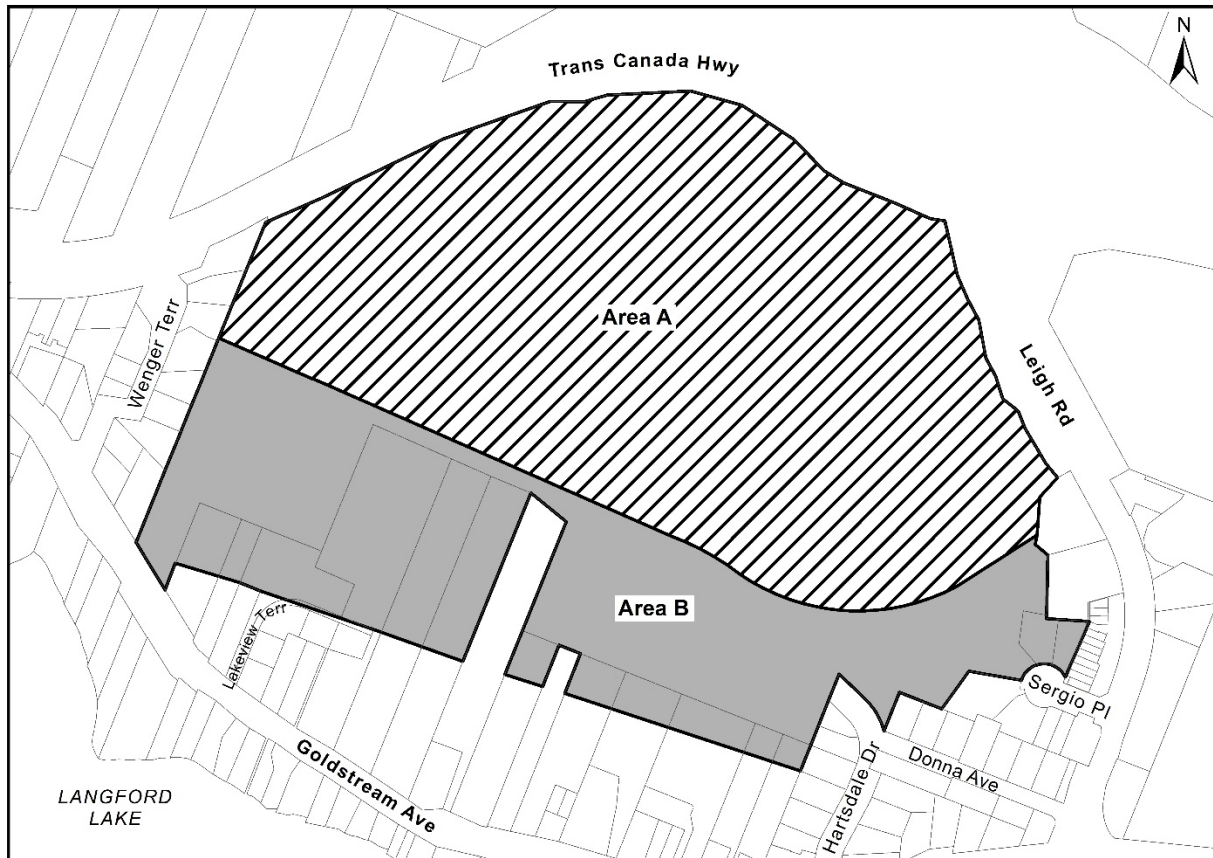 N
Trans Canada Hwy
Area A
Wenger Terr
Leigh Rd
Area B
Lakeview Terr
Sergio Pl
Goldstream Ave
Donna Ave
Hartsdale Dr
LANGFORD
LAKE